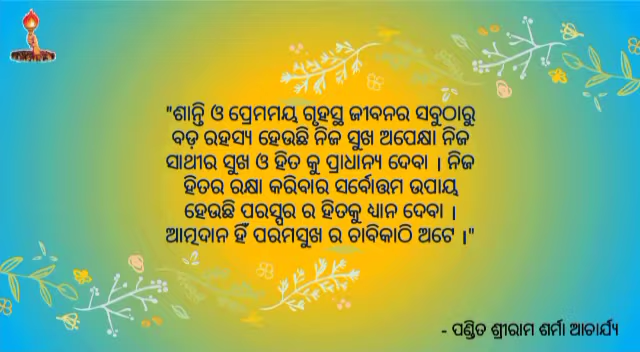 "ଶାନ୍ତି ଓ ପ୍ରେମମୟ ଗୃହସ୍ଥ ଜୀବନର ସବୁଠାରୁ
ବଡ଼ ରହସ୍ୟ ହେଉଛି ନିଜ ସୁଖ ଅପେକ୍ଷା ନିଜ
ସାଥୀର ସୁଖ ଓ ହିତ କୁ ପ୍ରାଧାନ୍ୟ ଦେବା । ନିଜ
ହିତର ରକ୍ଷା କରିବାର ସର୍ବୋତ୍ତମ ଉପାୟ
ହେଉଛି ପରସ୍ପର ର ହିତକୁ ଧ୍ୟାନ ଦେବା ।
ଆତ୍ମଦାନ ହିଁ ପରମସୁଖ ର ଚାବିକାଠି ଅଟେ ।"
- ପଣ୍ଡିତ ଶ୍ରୀରାମ ଶର୍ମା ଆଚାର୍ଯ୍ୟ